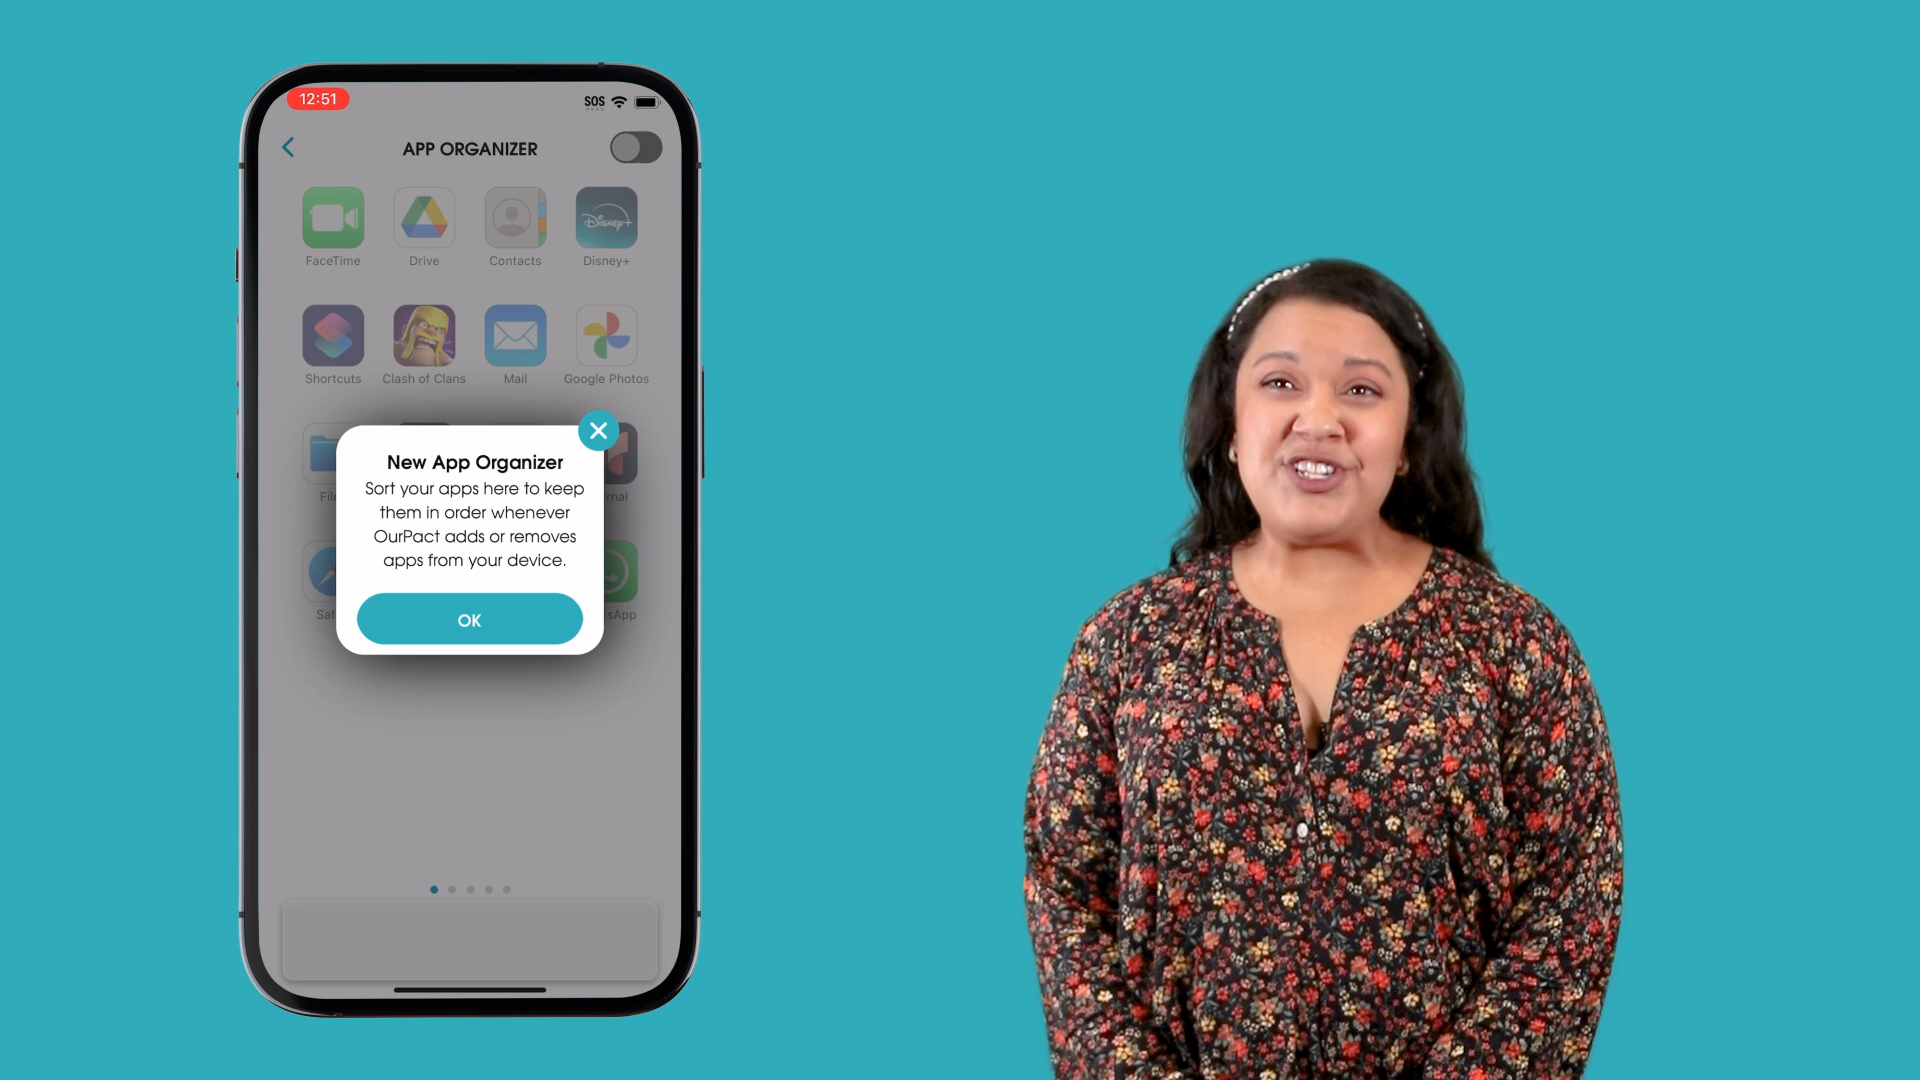 12:51
SOS
APP ORGANIZER
Disney+
FaceTime
Drive
Contacts
Disney+
Shortcuts
Clash of Clans
Mail
Google Photos
New App Organizer
Sort your apps here to keep
them in order whenever
OurPact adds or removes
apps from your device.
OK